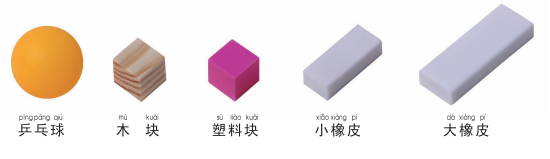 pīngpāng qiú mù kuài sù liào kuài xiǎo xiàng pí dà xiàng pí
乒乓球 木块 塑料块 小橡皮 大橡皮